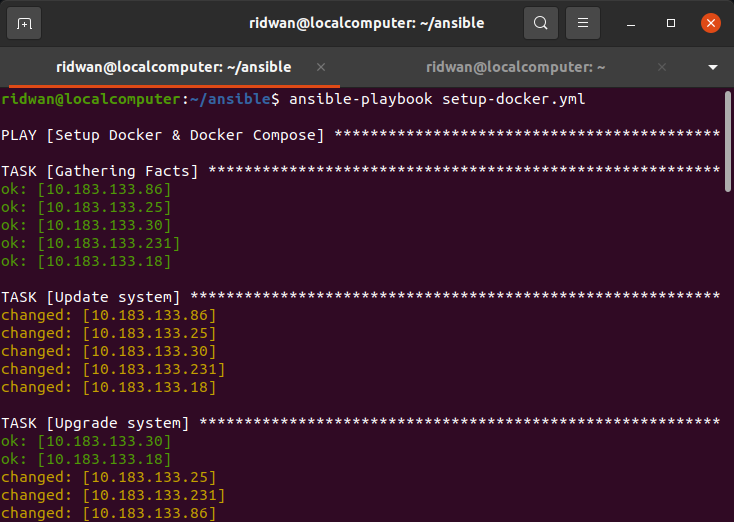 ridwan@localcomputer: ~/ansible
ridwan@localcomputer: ~/ansible × ridwan@localcomputer: ~ ×
ridwan@localcomputer:~/ansible$ ansible-playbook setup-docker.yml
PLAY [Setup Docker & Docker Compose] *******************************************
TASK [Gathering Facts] *********************************************************
ok: [10.183.133.86]
ok: [10.183.133.25]
ok: [10.183.133.30]
ok: [10.183.133.231]
ok: [10.183.133.18]
TASK [Update system] ***********************************************************
changed: [10.183.133.86]
changed: [10.183.133.25]
changed: [10.183.133.30]
changed: [10.183.133.231]
changed: [10.183.133.18]
TASK [Upgrade system] **********************************************************
ok: [10.183.133.30]
ok: [10.183.133.18]
changed: [10.183.133.25]
changed: [10.183.133.231]
changed: [10.183.133.86]